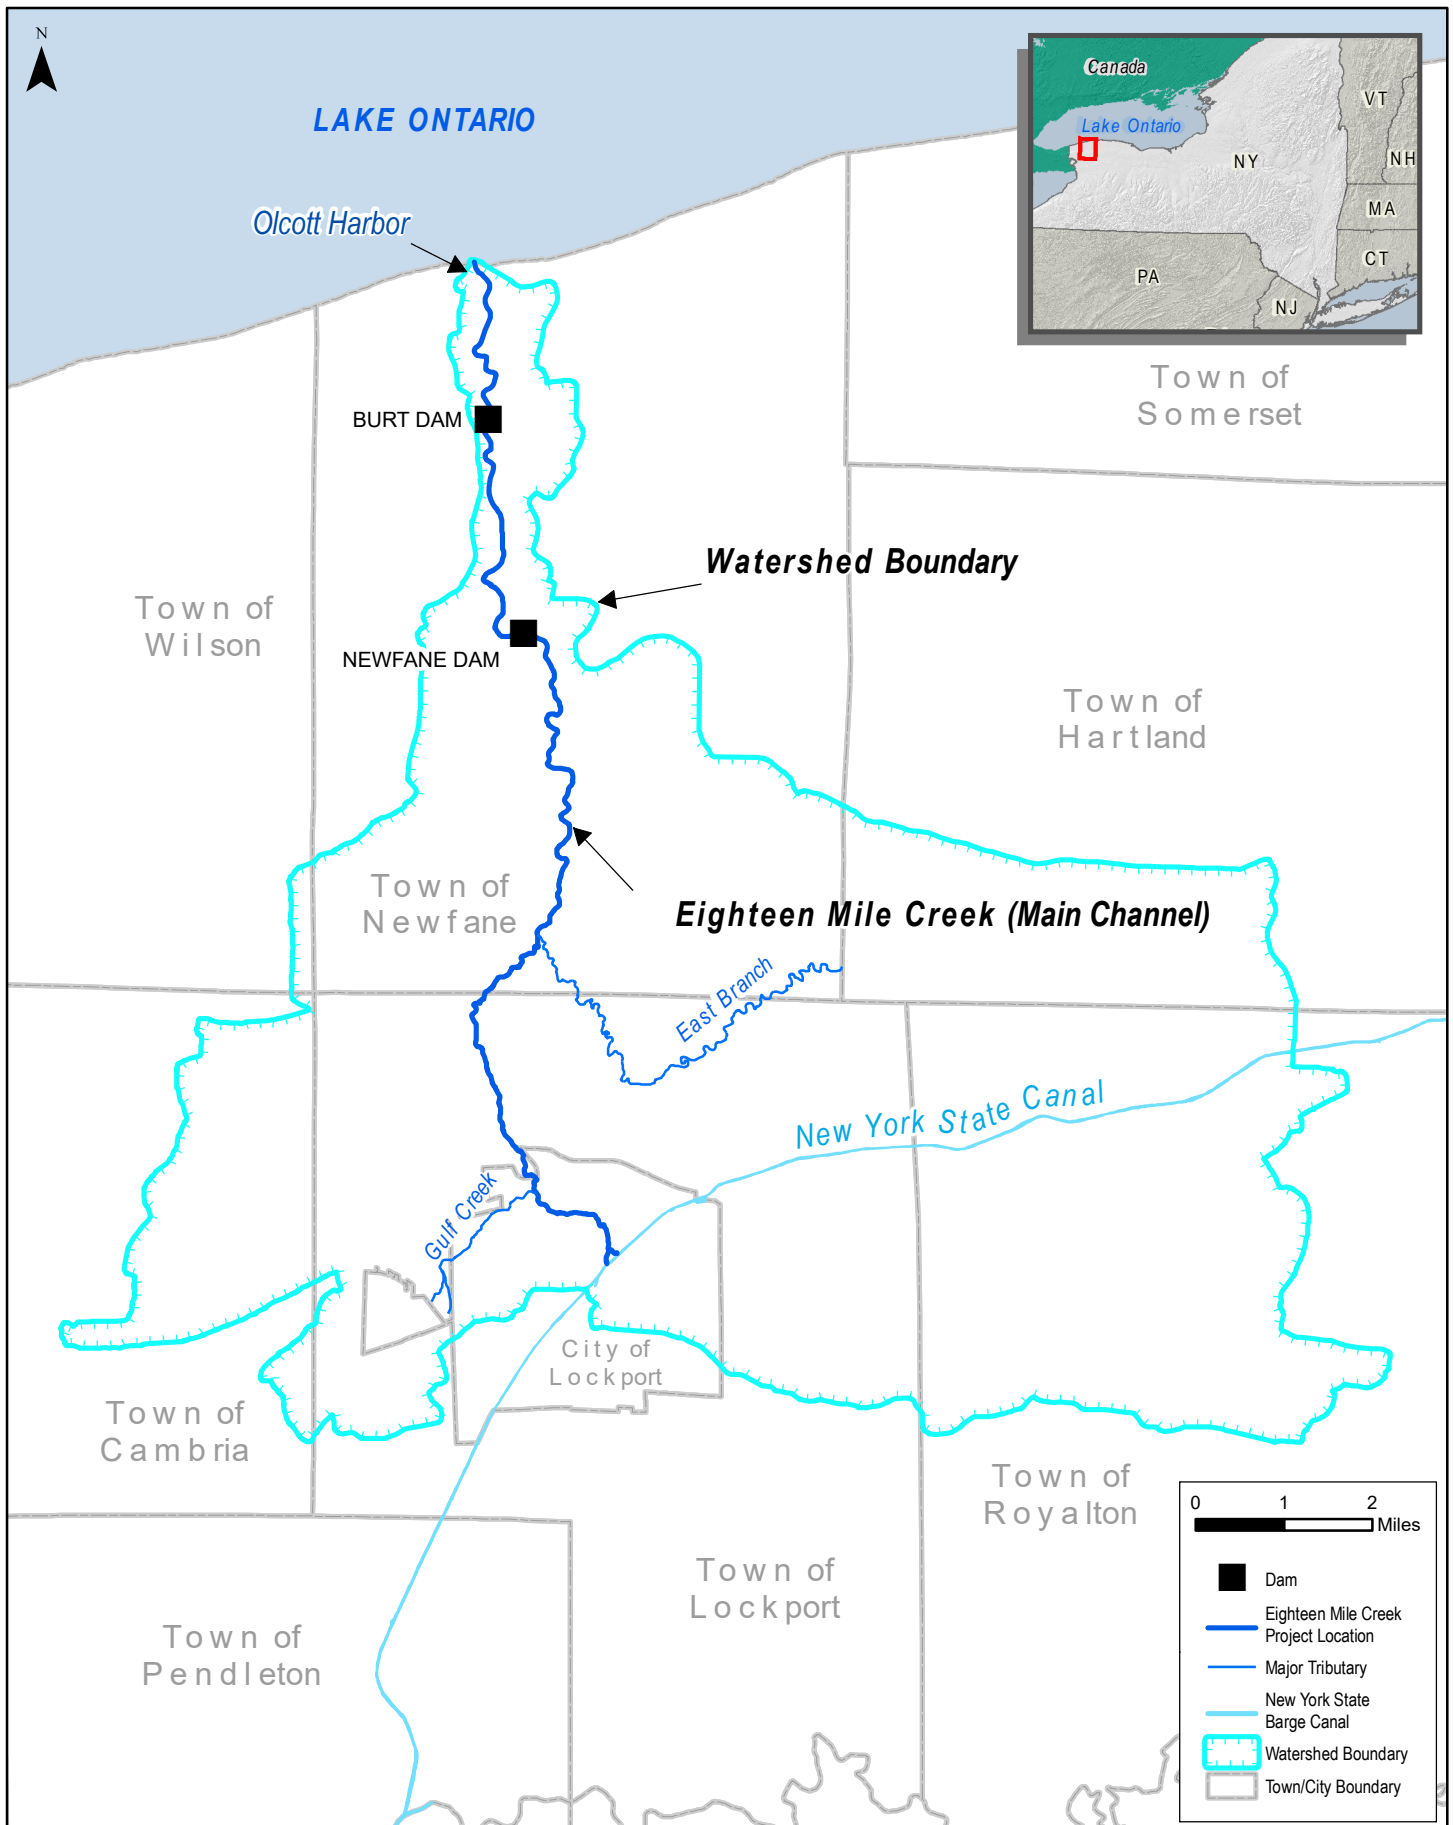 N
LAKE ONTARIO
Olcott Harbor
Canada
Lake Ontario
VT
NH
NY
MA
CT
PA
NJ
Town of
Somerset
BURT DAM
Watershed Boundary
Town of
Wilson
NEWFANE DAM
Town of
Hartland
Town of
Newfane
Eighteen Mile Creek (Main Channel)
East Branch
New York State Canal
Gulf Creek
City of
Lockport
Town of
Cambria
Town of
Royalton
Town of
Lockport
Town of
Pendleton
0 1 2
Miles
Dam
Eighteen Mile Creek
Project Location
Major Tributary
New York State
Barge Canal
Watershed Boundary
Town/City Boundary